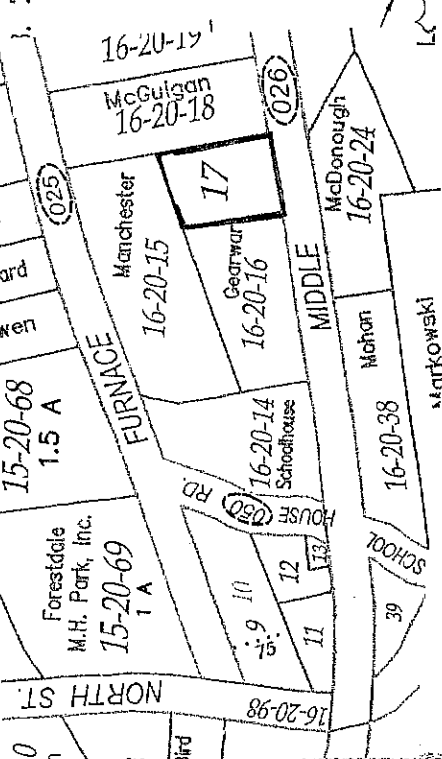 16-20-19
McGuigan
16-20-18
026
025
17
McDonough
16-20-24
Manchester
16-20-15
Gearwar
16-20-16
ard
wen
MIDDLE
15-20-68
1.5 A
FURNACE
Mahan
16-20-38
Markowski
16-20-14
Schoolhouse
050
HOUSE RD.
SCHOOL
Forestdale
M.H. Park, Inc.
15-20-69
1 A
10
9
12
13
11
39
NORTH ST.
16-20-98
Bird